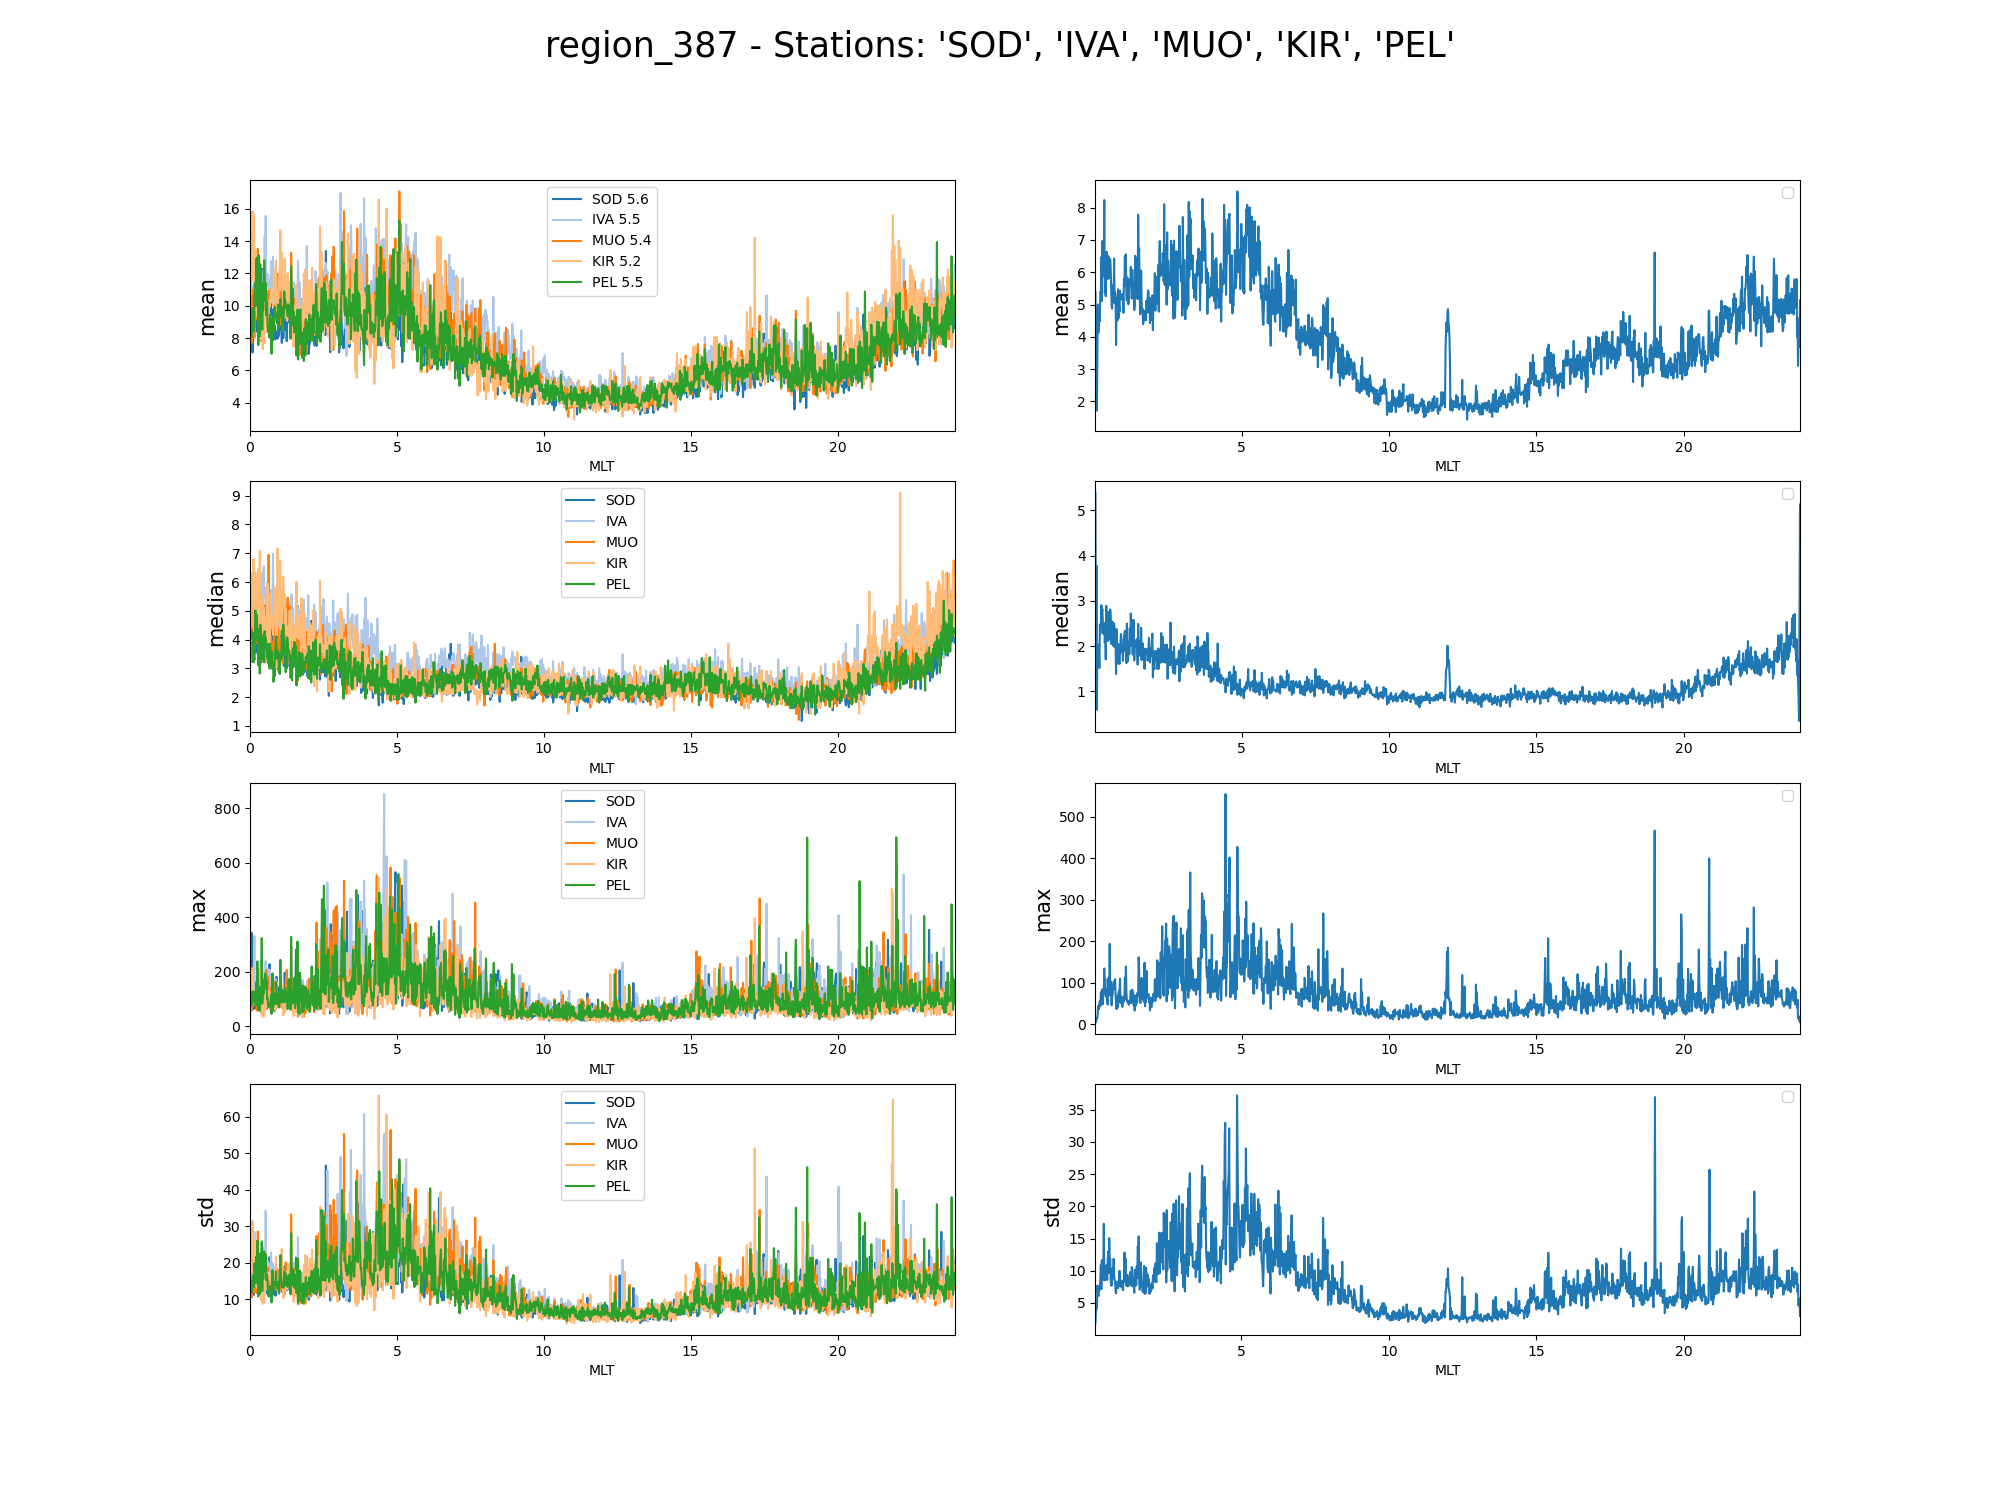 region_387 - Stations: 'SOD', 'IVA', 'MUO', 'KIR', 'PEL'
mean
16
14
12
10
8
6
4
SOD 5.6
IVA 5.5
MUO 5.4
KIR 5.2
PEL 5.5
0 5 10 15 20
MLT
mean
8
7
6
5
4
3
2
5 10 15 20
MLT
median
9
8
7
6
5
4
3
2
1
SOD
IVA
MUO
KIR
PEL
0 5 10 15 20
MLT
median
5
4
3
2
1
5 10 15 20
MLT
max
800
600
400
200
0
SOD
IVA
MUO
KIR
PEL
0 5 10 15 20
MLT
max
500
400
300
200
100
0
5 10 15 20
MLT
std
60
50
40
30
20
10
SOD
IVA
MUO
KIR
PEL
0 5 10 15 20
MLT
std
35
30
25
20
15
10
5
5 10 15 20
MLT